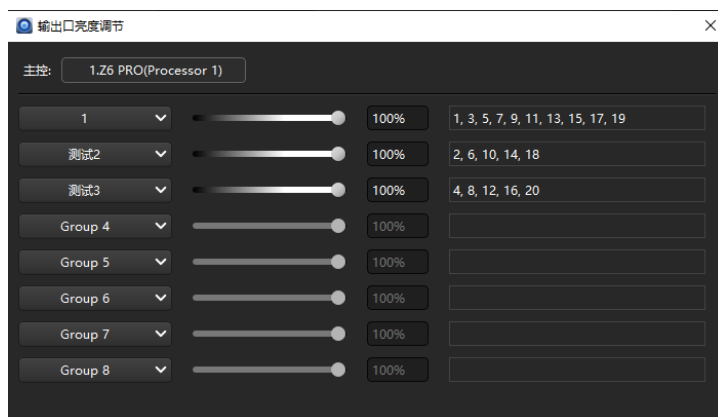 输出口亮度调节
主控: 1.Z6 PRO(Processor 1)
1 100% 1, 3, 5, 7, 9, 11, 13, 15, 17, 19
测试2 100% 2, 6, 10, 14, 18
测试3 100% 4, 8, 12, 16, 20
Group 4 100%
Group 5 100%
Group 6 100%
Group 7 100%
Group 8 100%